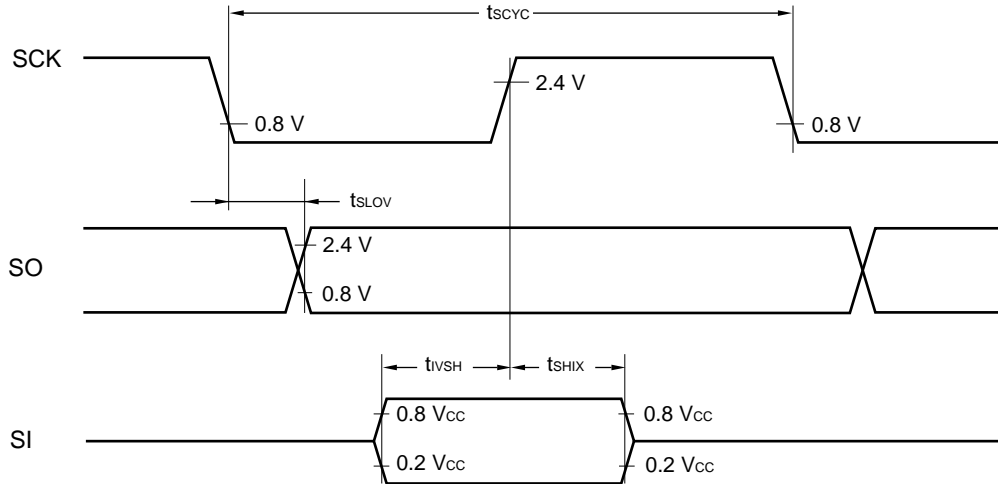 tSCYC
SCK
2.4 V
0.8 V
0.8 V
tSLOV
SO
2.4 V
0.8 V
tIVSH
tSHIX
0.8 VCC
0.8 VCC
SI
0.2 VCC
0.2 VCC